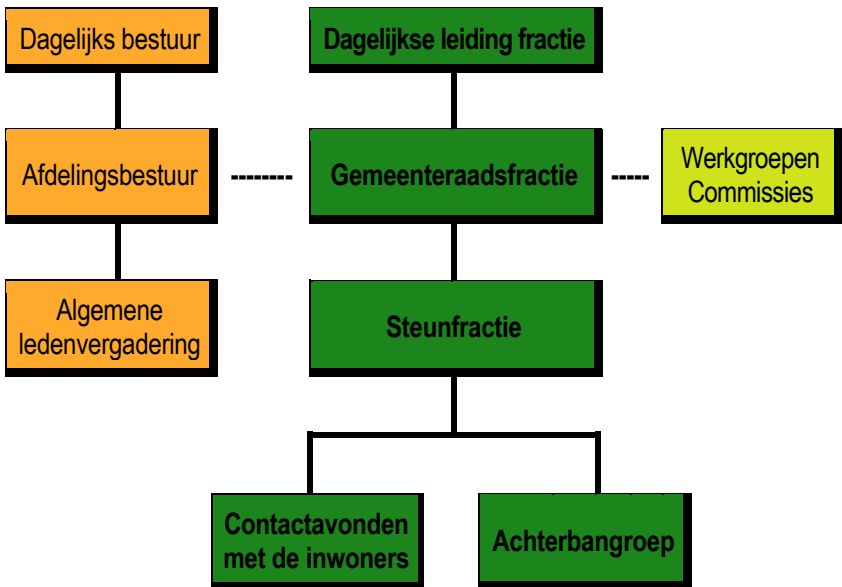 Dagelijks bestuur
Dagelijkse leiding fractie
Afdelingsbestuur
Gemeenteraadsfractie
Werkgroepen
Commissies
Algemene
ledenvergadering
Steunfractie
Contactavonden
met de inwoners
Achterbangroep